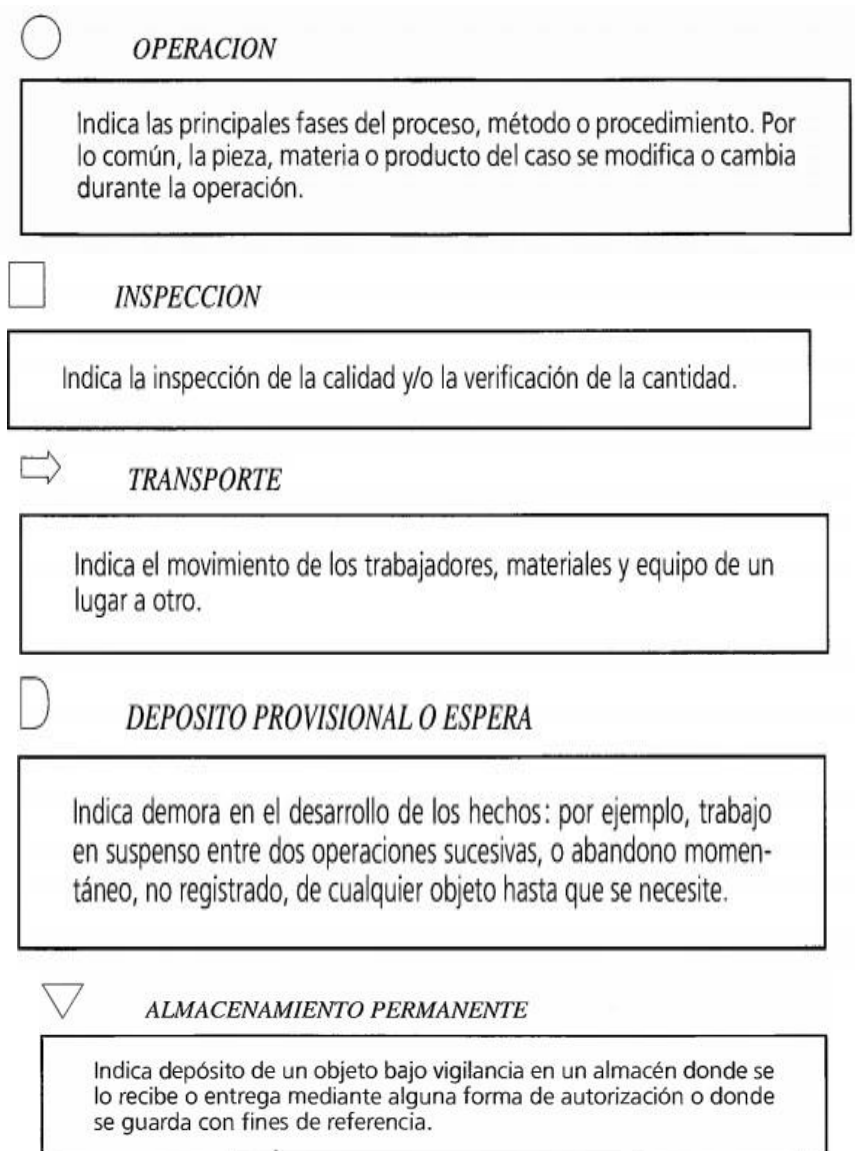 OPERACION
Indica las principales fases del proceso, método o procedimiento. Por
lo común, la pieza, materia o producto del caso se modifica o cambia
durante la operación.
INSPECCION
Indica la inspección de la calidad y/o la verificación de la cantidad.
TRANSPORTE
Indica el movimiento de los trabajadores, materiales y equipo de un
lugar a otro.
DEPOSITO PROVISIONAL O ESPERA
Indica demora en el desarrollo de los hechos: por ejemplo, trabajo
en suspenso entre dos operaciones sucesivas, o abandono momen-
táneo, no registrado, de cualquier objeto hasta que se necesite.
ALMACENAMIENTO PERMANENTE
Indica depósito de un objeto bajo vigilancia en un almacén donde se
lo recibe o entrega mediante alguna forma de autorización o donde
se guarda con fines de referencia.